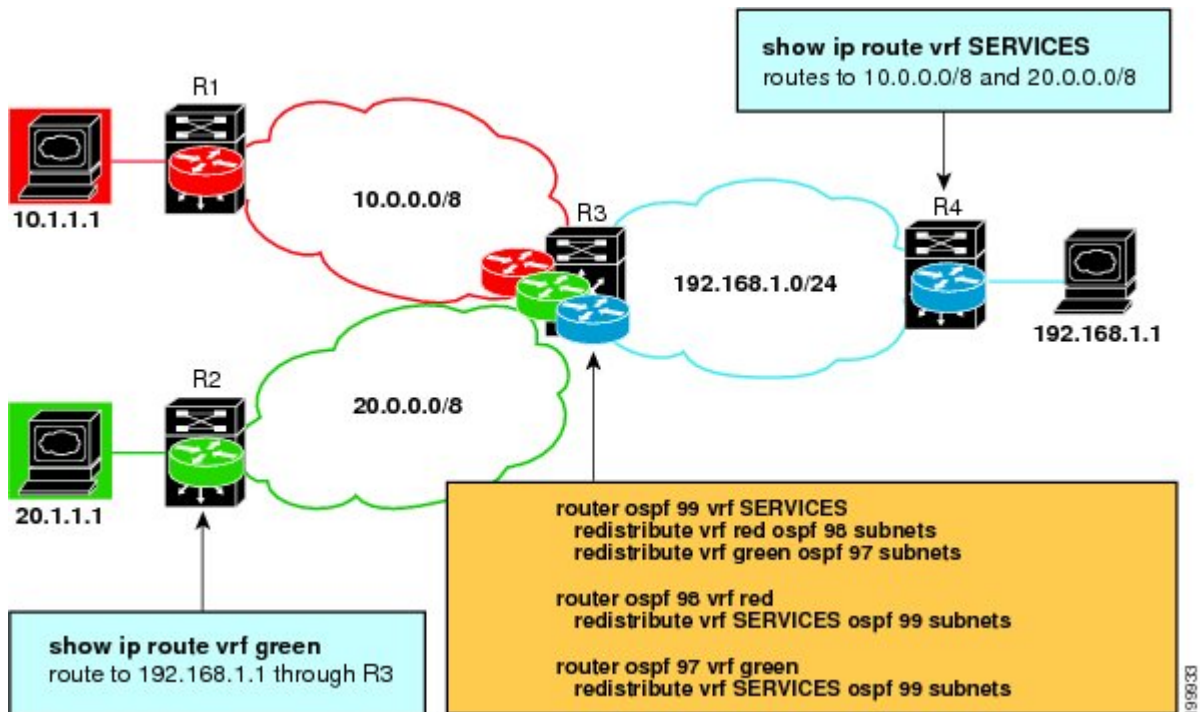 show ip route vrf SERVICES
routes to 10.0.0.0/8 and 20.0.0.0/8
R1
10.1.1.1
10.0.0.0/8
R3
R4
192.168.1.0/24
192.168.1.1
R2
20.0.0.0/8
20.1.1.1
router ospf 99 vrf SERVICES
redistribute vrf red ospf 98 subnets
redistribute vrf green ospf 97 subnets
router ospf 98 vrf red
redistribute vrf SERVICES ospf 99 subnets
router ospf 97 vrf green
redistribute vrf SERVICES ospf 99 subnets
show ip route vrf green
route to 192.168.1.1 through R3
99933